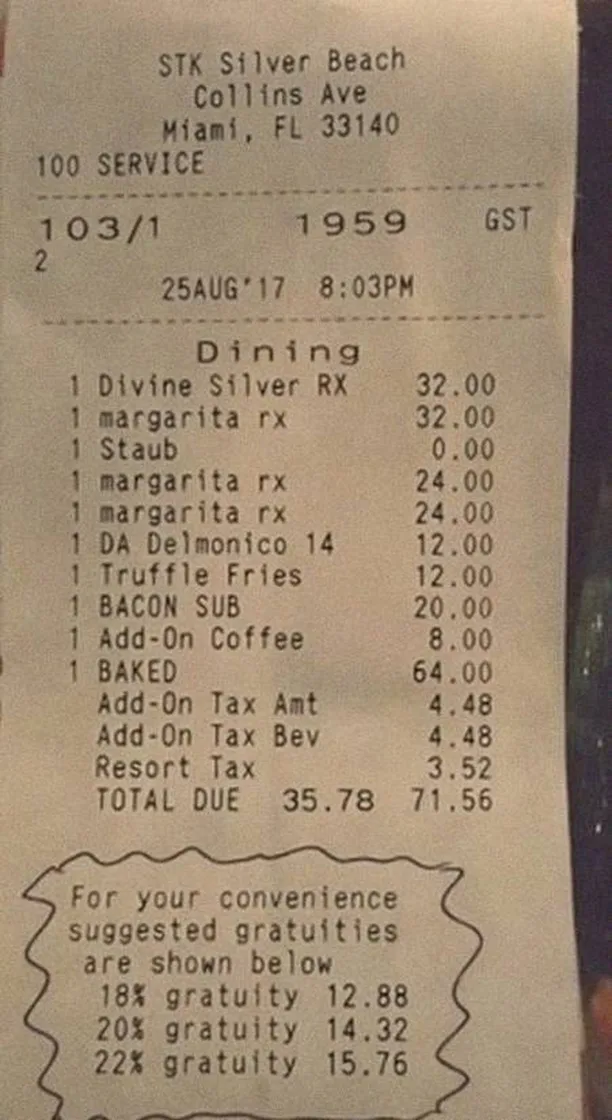 STK Silver Beach
Collins Ave
Miami, FL 33140
100 SERVICE
103/1 1959 GST
2
25AUG'17 8:03PM
Dining
1 Divine Silver RX 32.00
1 margarita rx 32.00
1 Staub 0.00
1 margarita rx 24.00
1 margarita rx 24.00
1 DA Delmonico 14 12.00
1 Truffle Fries 12.00
1 BACON SUB 20.00
1 Add-On Coffee 8.00
1 BAKED 64.00
Add-On Tax Amt 4.48
Add-On Tax Bev 4.48
Resort Tax 3.52
TOTAL DUE 35.78 71.56
For your convenience
suggested gratuities
are shown below
18% gratuity 12.88
20% gratuity 14.32
22% gratuity 15.76